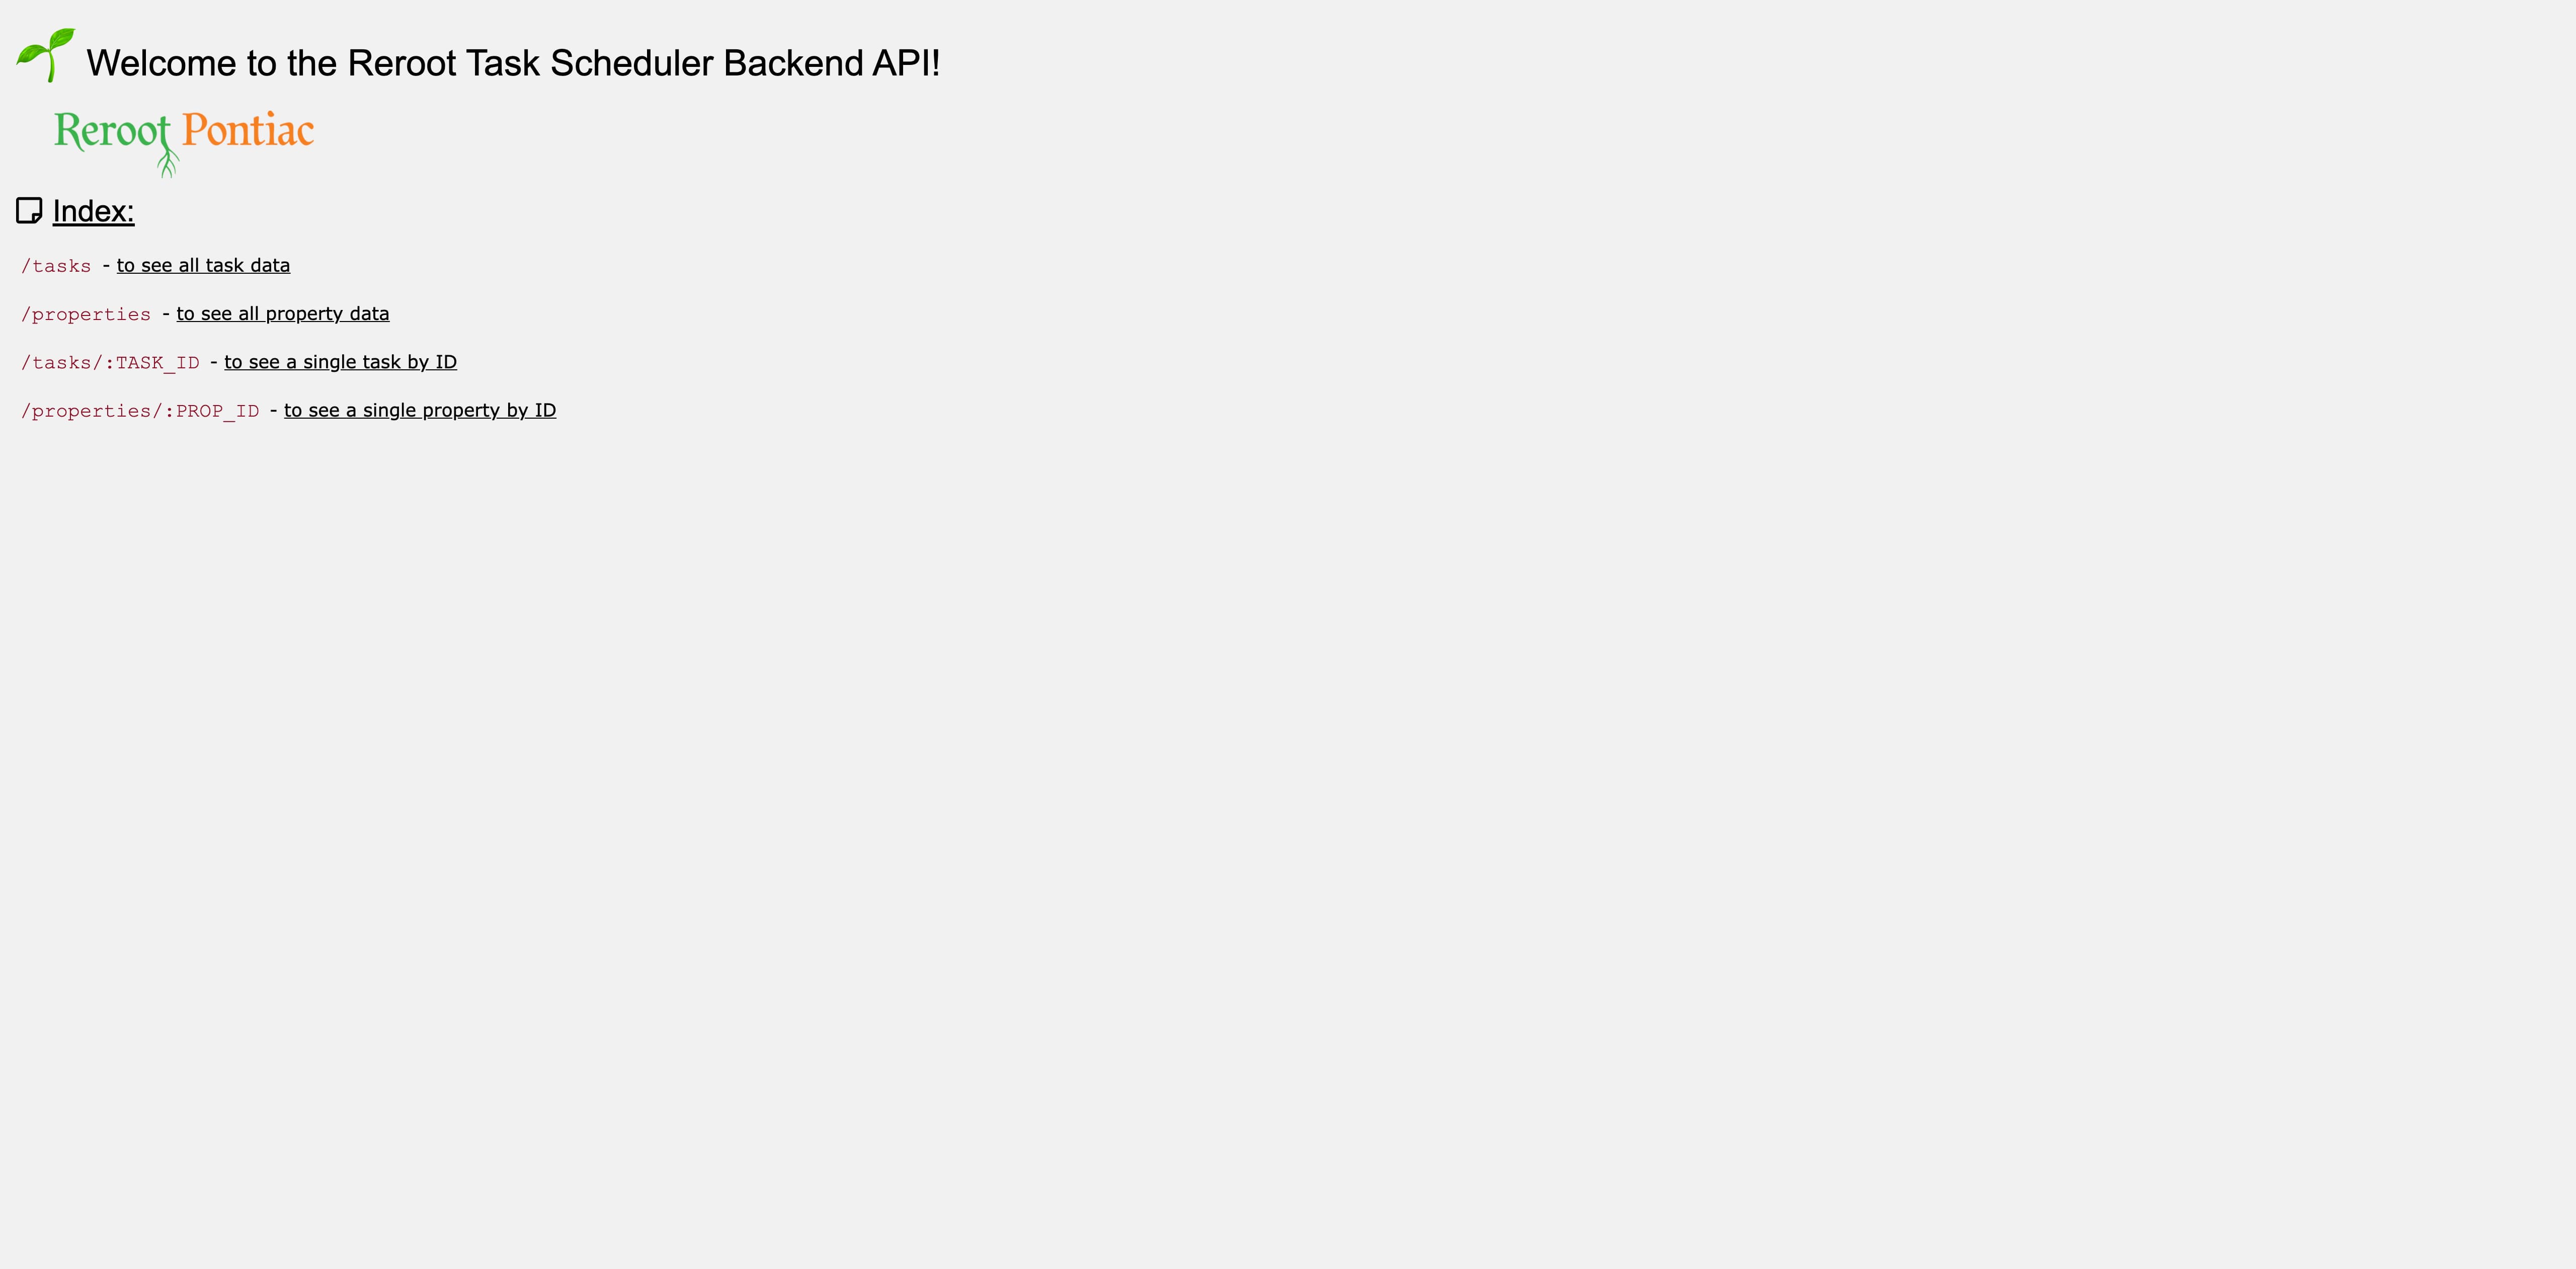 Welcome to the Reroot Task Scheduler Backend API!
Reroot Pontiac
Index:
/tasks - to see all task data
/properties - to see all property data
/tasks/:TASK_ID - to see a single task by ID
/properties/:PROP_ID - to see a single property by ID